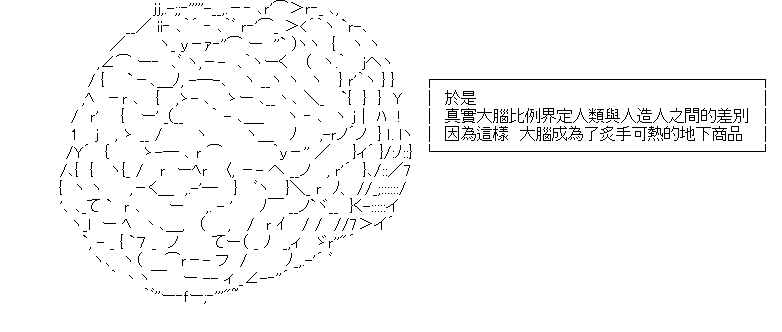 於是
真實大腦比例界定人類與人造人之間的差別
因為這樣 大腦成為了炙手可熱的地下商品